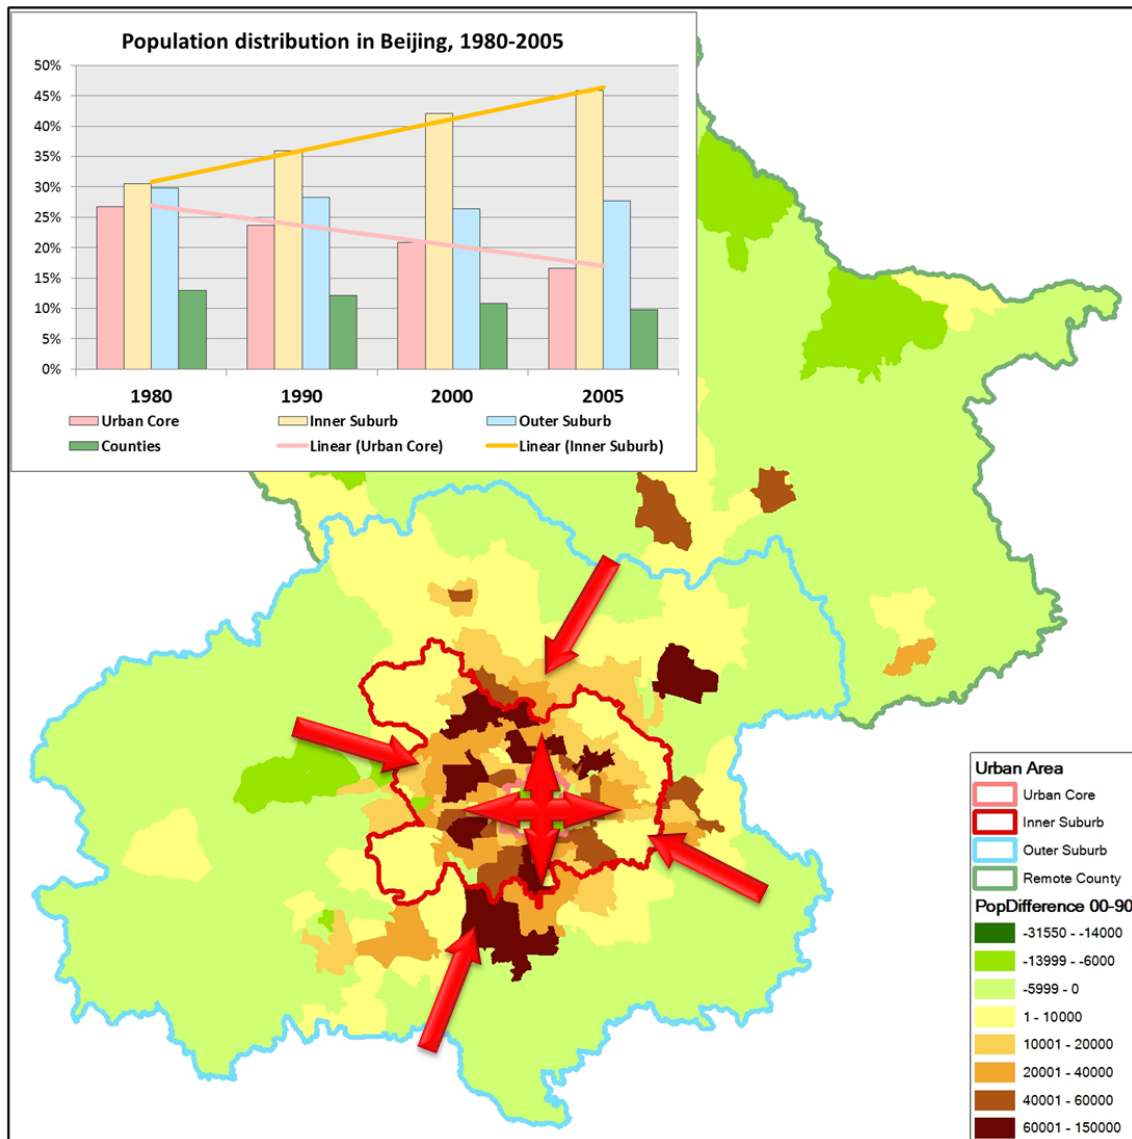 Population distribution in Beijing, 1980-2005
50%
45%
40%
35%
30%
25%
20%
15%
10%
5%
0%
1980 1990 2000 2005
Urban Core Inner Suburb Outer Suburb
Counties Linear (Urban Core) Linear (Inner Suburb)
Urban Area
Urban Core
Inner Suburb
Outer Suburb
Remote County
PopDifference 00-90
-31550 - -14000
-13999 - -6000
-5999 - 0
1 - 10000
10001 - 20000
20001 - 40000
40001 - 60000
60001 - 150000